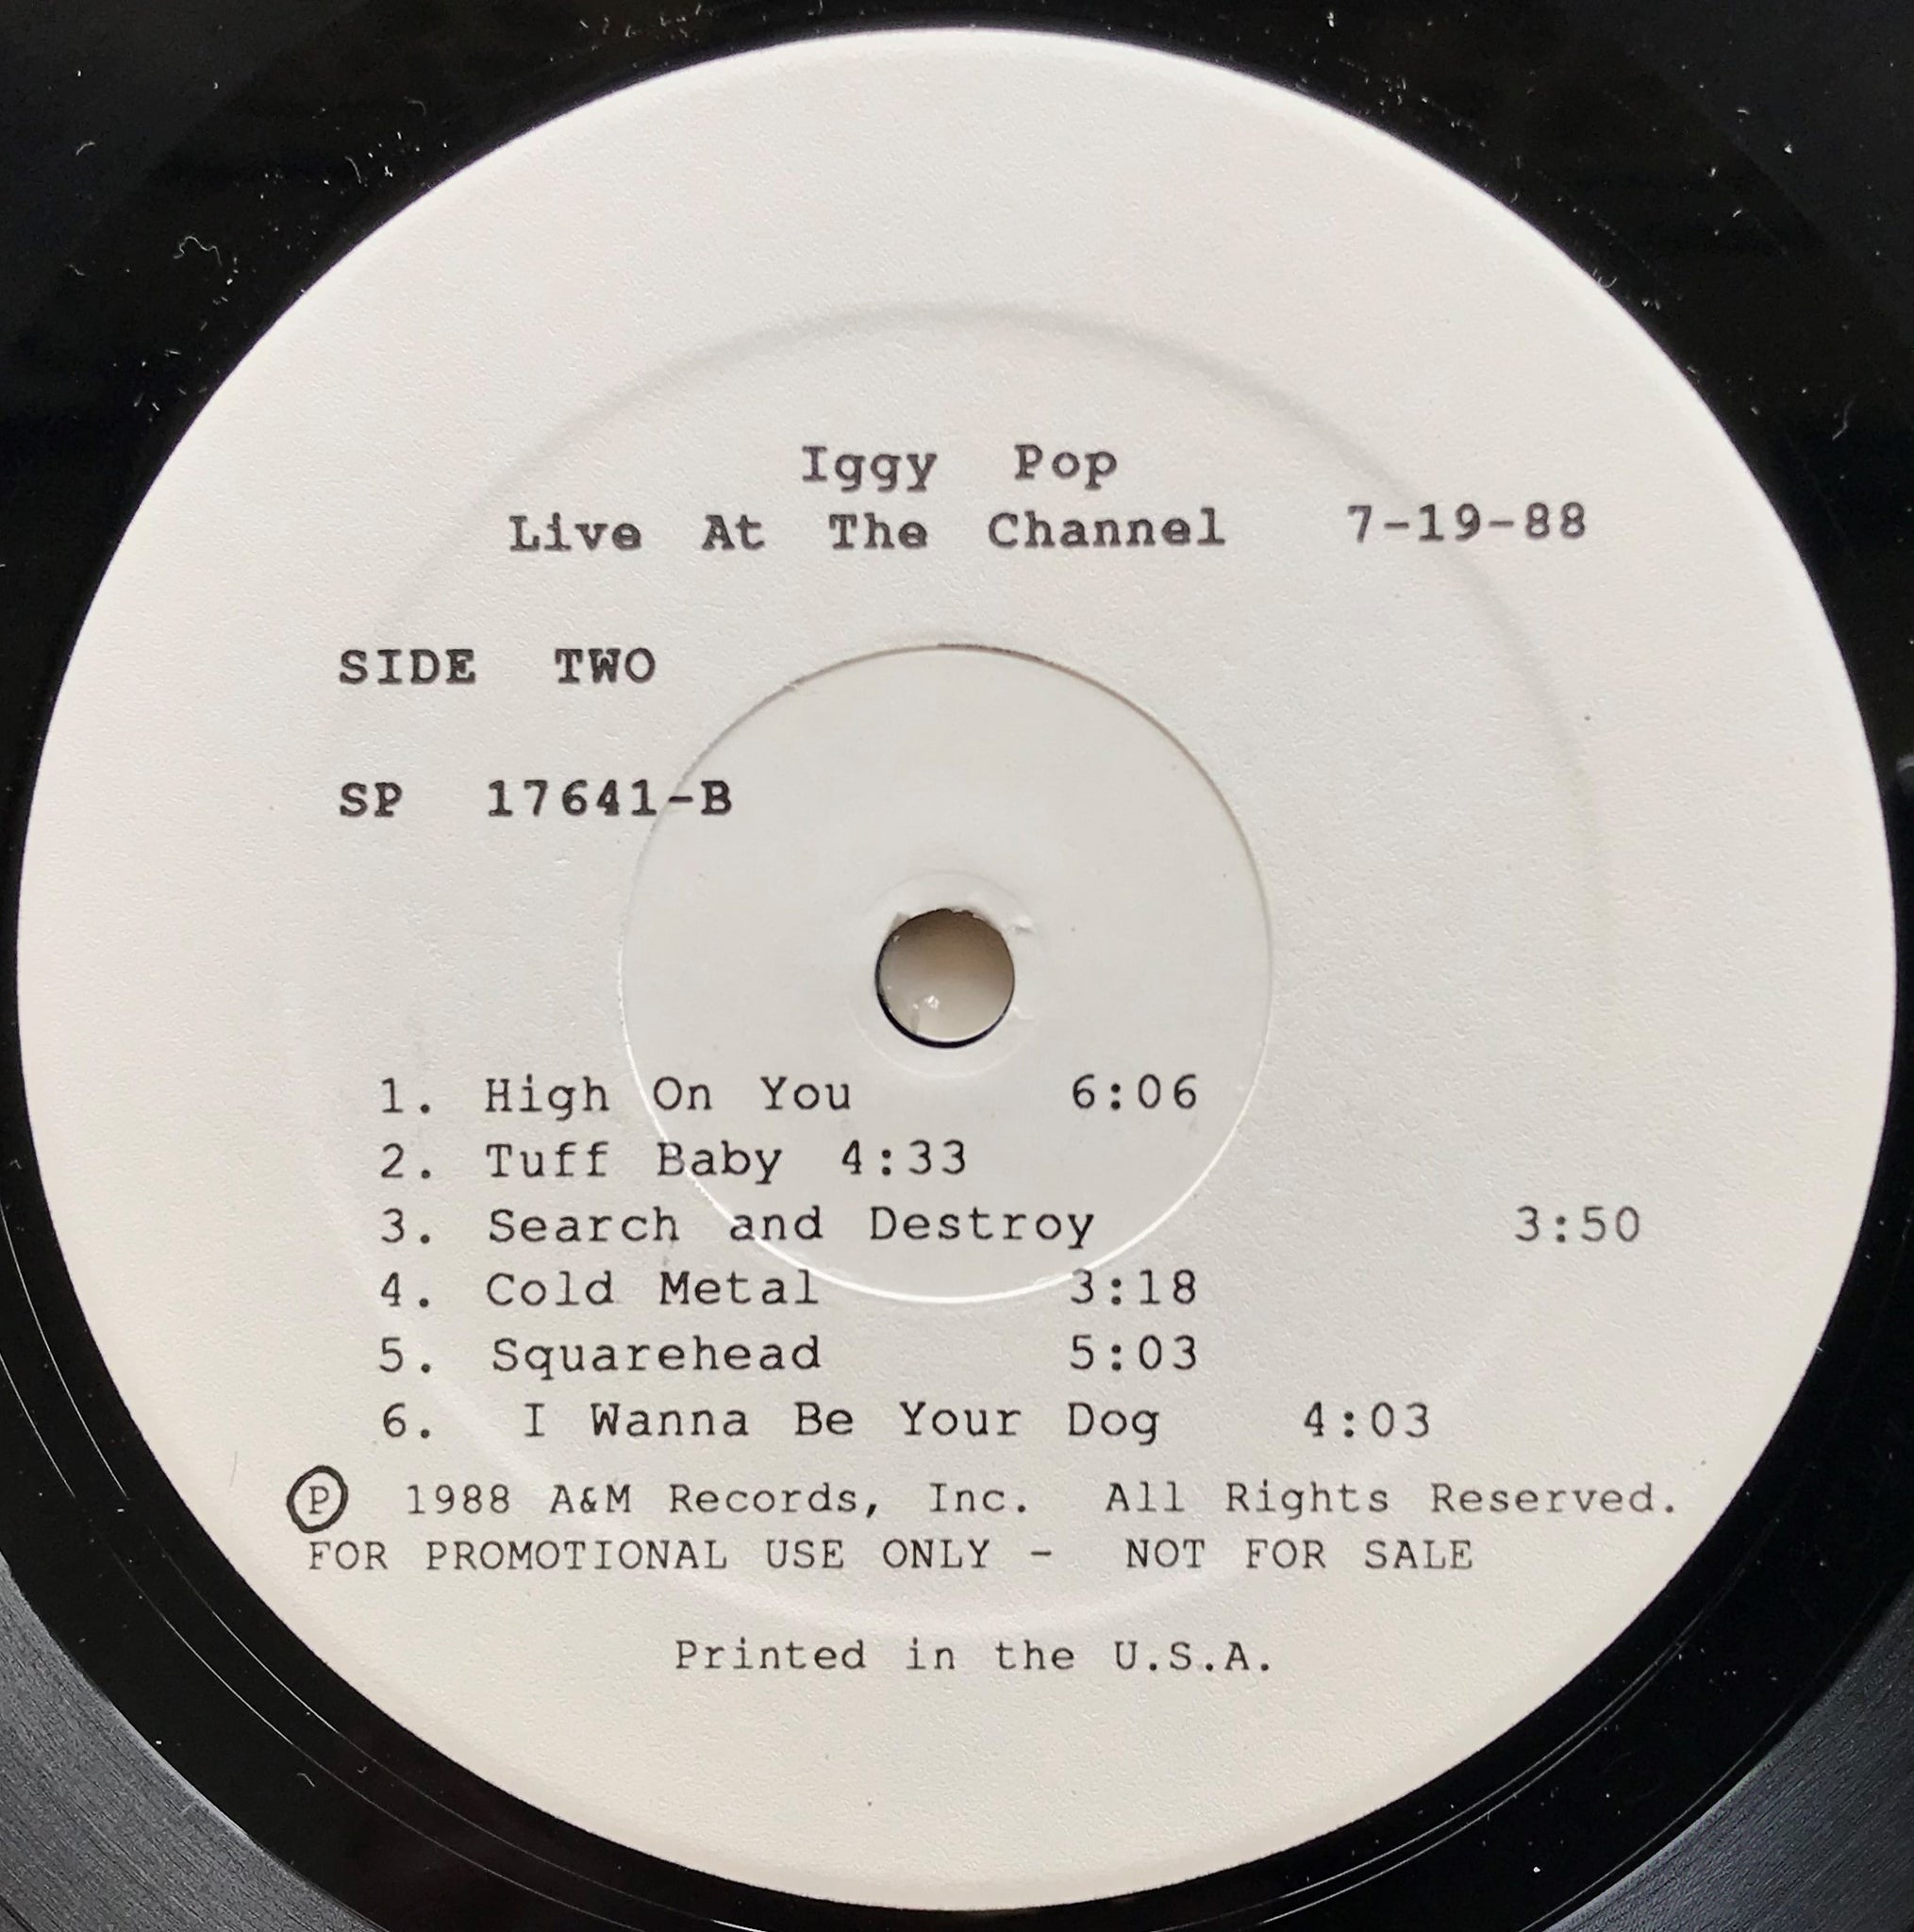 Iggy Pop
Live At The Channel 7-19-88
SIDE TWO
SP 17641-B
1. High On You 6:06
2. Tuff Baby 4:33
3. Search and Destroy 3:50
4. Cold Metal 3:18
5. Squarehead 5:03
6. I Wanna Be Your Dog 4:03
Ⓟ 1988 A&M Records, Inc. All Rights Reserved.
FOR PROMOTIONAL USE ONLY - NOT FOR SALE
Printed in the U.S.A.